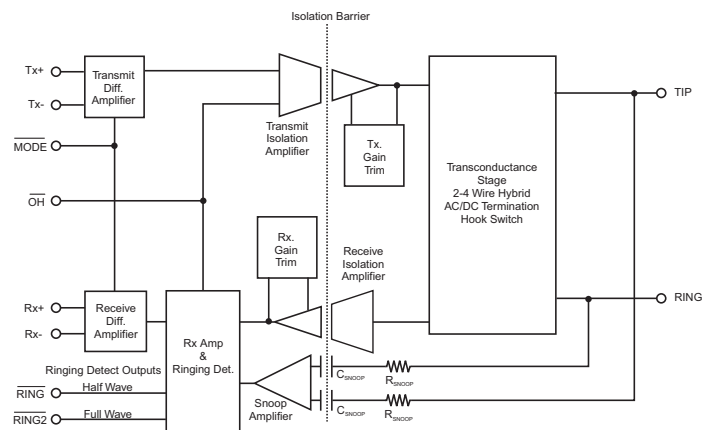 Isolation Barrier
Tx+
Transmit
Diff.
Amplifier
Tx-
MODE
OH
Transmit
Isolation
Amplifier
Tx.
Gain
Trim
Transconductance
Stage
2-4 Wire Hybrid
AC/DC Termination
Hook Switch
TIP
Rx.
Gain
Trim
Receive
Isolation
Amplifier
RING
Rx+
Receive
Diff.
Amplifier
Rx-
Rx Amp
&
Ringing Det.
Ringing Detect Outputs
RING
Half Wave
RING2
Full Wave
Snoop
Amplifier
CSNOOP
RSNOOP
CSNOOP
RSNOOP